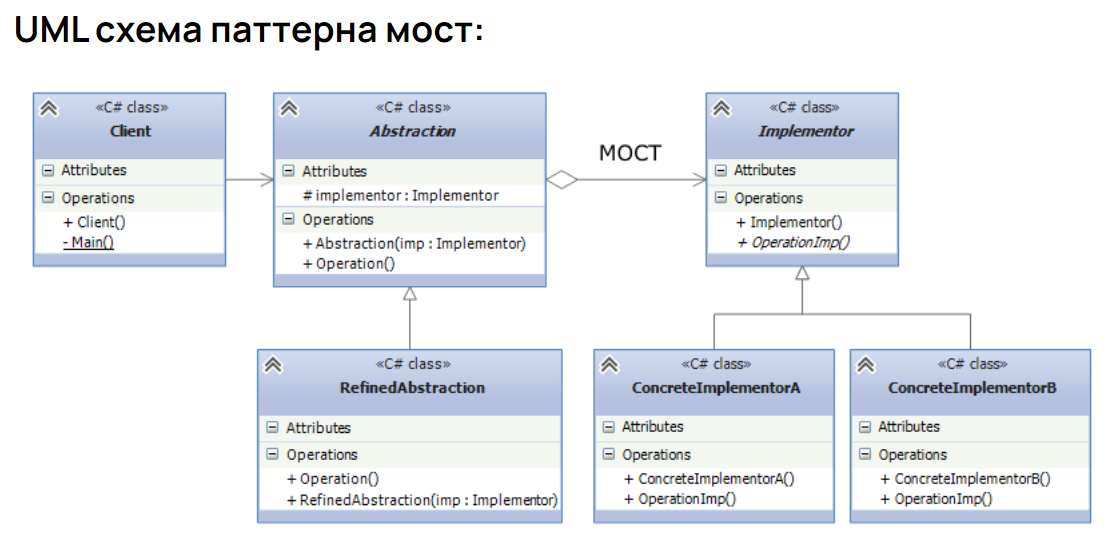 UML схема паттерна мост:
«C# class»
Client
Attributes
Operations
+ Client()
- Main()
«C# class»
Abstraction
Attributes
# implementor : Implementor
Operations
+ Abstraction(imp : Implementor)
+ Operation()
МОСТ
«C# class»
Implementor
Attributes
Operations
+ Implementor()
+ OperationImp()
«C# class»
RefinedAbstraction
Attributes
Operations
+ Operation()
+ RefinedAbstraction(imp : Implementor)
«C# class»
ConcreteImplementorA
Attributes
Operations
+ ConcreteImplementorA()
+ OperationImp()
«C# class»
ConcreteImplementorB
Attributes
Operations
+ ConcreteImplementorB()
+ OperationImp()